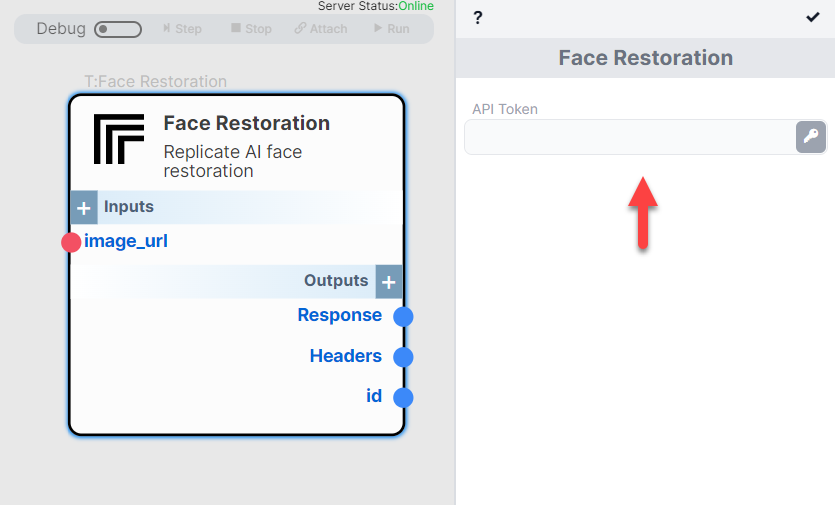 Server Status:Online
Debug
Step
Stop
Attach
Run
T:Face Restoration
Face Restoration
Replicate AI face
restoration
+ Inputs
image_url
Outputs +
Response
Headers
id
?
Face Restoration
API Token